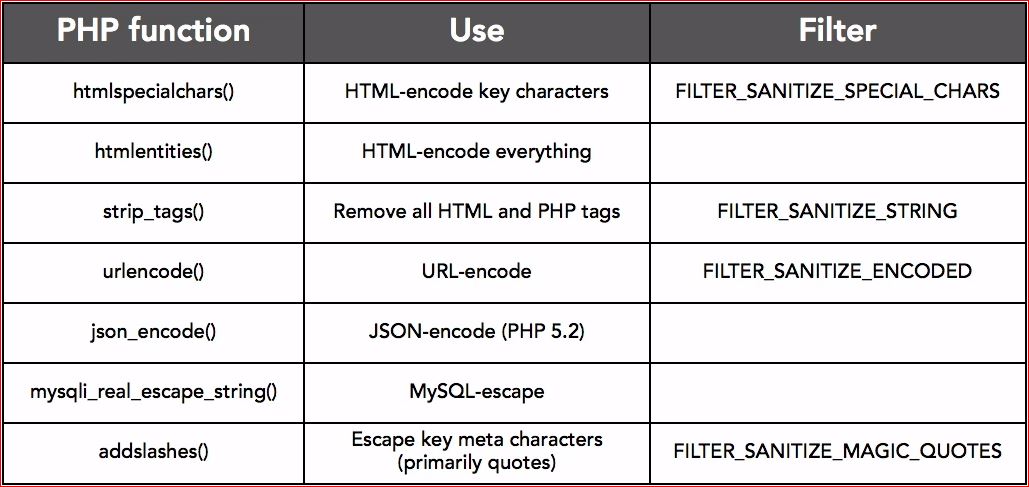 PHP function Use Filter
htmlspecialchars() HTML-encode key characters FILTER_SANITIZE_SPECIAL_CHARS
htmlentities() HTML-encode everything
strip_tags() Remove all HTML and PHP tags FILTER_SANITIZE_STRING
urlencode() URL-encode FILTER_SANITIZE_ENCODED
json_encode() JSON-encode (PHP 5.2)
mysqli_real_escape_string() MySQL-escape
addslashes() Escape key meta characters
(primarily quotes) FILTER_SANITIZE_MAGIC_QUOTES